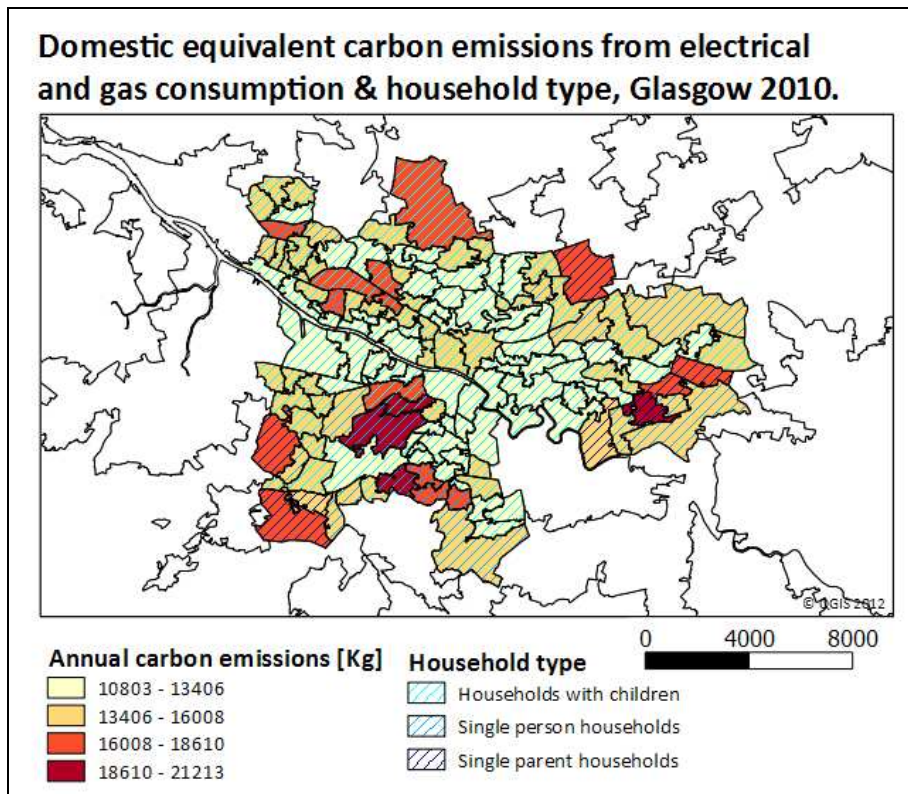 Domestic equivalent carbon emissions from electrical
and gas consumption & household type, Glasgow 2010.
© QGIS 2012
0 4000 8000
Annual carbon emissions [Kg]
10803 - 13406
13406 - 16008
16008 - 18610
18610 - 21213
Household type
Households with children
Single person households
Single parent households